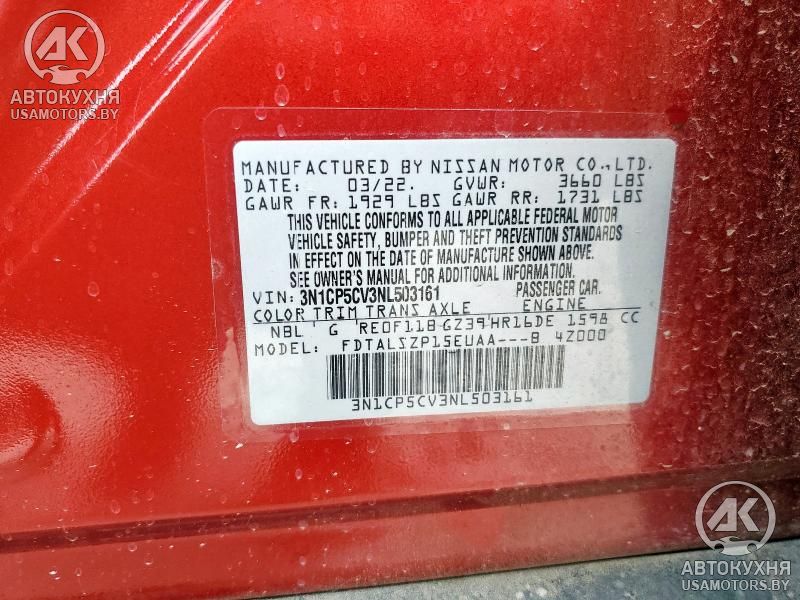 AK
АВТОКУХНЯ
USAMOTORS.BY
MANUFACTURED BY NISSAN MOTOR CO., LTD.
DATE: 03/22. GVWR: 3660 LBS
GAWR FR: 1929 LBS GAWR RR: 1731 LBS
THIS VEHICLE CONFORMS TO ALL APPLICABLE FEDERAL MOTOR
VEHICLE SAFETY, BUMPER AND THEFT PREVENTION STANDARDS
IN EFFECT ON THE DATE OF MANUFACTURE SHOWN ABOVE.
SEE OWNER'S MANUAL FOR ADDITIONAL INFORMATION.
VIN: 3N1CP5CV3NL503161 PASSENGER CAR.
COLOR TRIM TRANS AXLE ENGINE
NBL G RE0F11B GZ39 HR16DE 1598 CC
MODEL: FDTALSZP15EUAA---B 4Z000
3N1CP5CV3NL503161
AK
АВТОКУХНЯ
USAMOTORS.BY